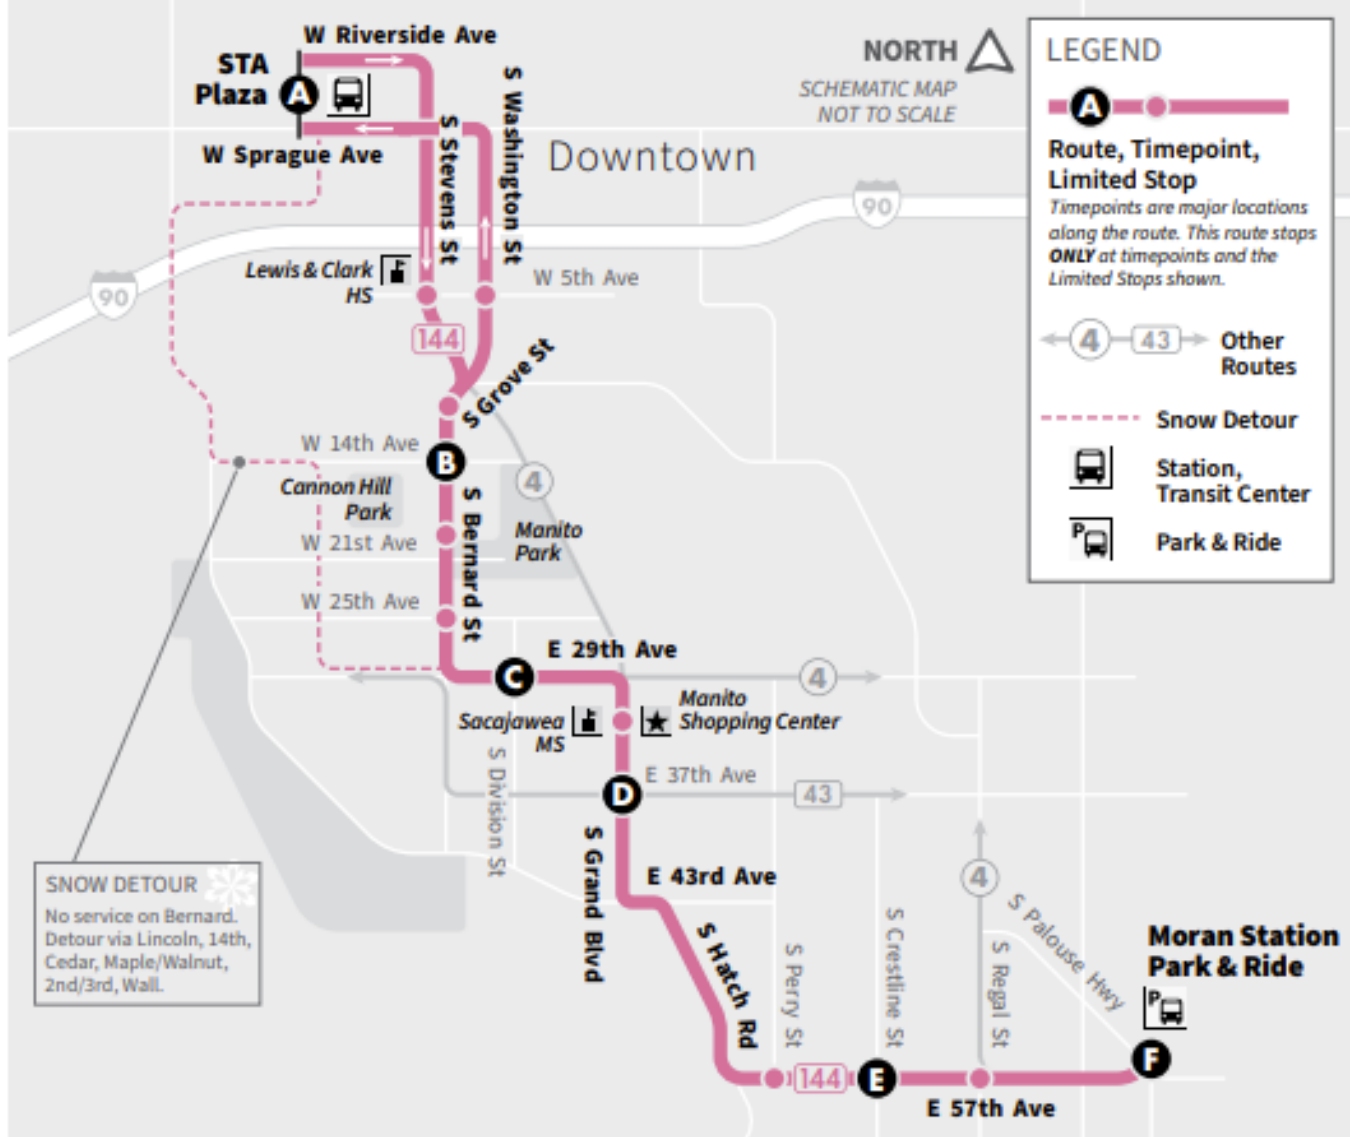 W Riverside Ave
STA
Plaza
A
W Sprague Ave
S Stevens St
S Washington St
Downtown
NORTH
SCHEMATIC MAP
NOT TO SCALE
90
90
Lewis & Clark
HS
W 5th Ave
144
S Grove St
W 14th Ave
B
4
Cannon Hill
Park
S Bernard St
Manito
Park
W 21st Ave
W 25th Ave
E 29th Ave
C
4
Sacajawea
MS
Manito
Shopping Center
S Division St
E 37th Ave
D
43
S Grand Blvd
E 43rd Ave
S Hatch Rd
S Perry St
S Crestline St
4
S Regal St
S Palouse Hwy
Moran Station
Park & Ride
P
F
144
E
E 57th Ave
SNOW DETOUR
No service on Bernard.
Detour via Lincoln, 14th,
Cedar, Maple/Walnut,
2nd/3rd, Wall.
LEGEND
A
Route, Timepoint,
Limited Stop
Timepoints are major locations
along the route. This route stops
ONLY at timepoints and the
Limited Stops shown.
4
43
Other
Routes
Snow Detour
Station,
Transit Center
P
Park & Ride